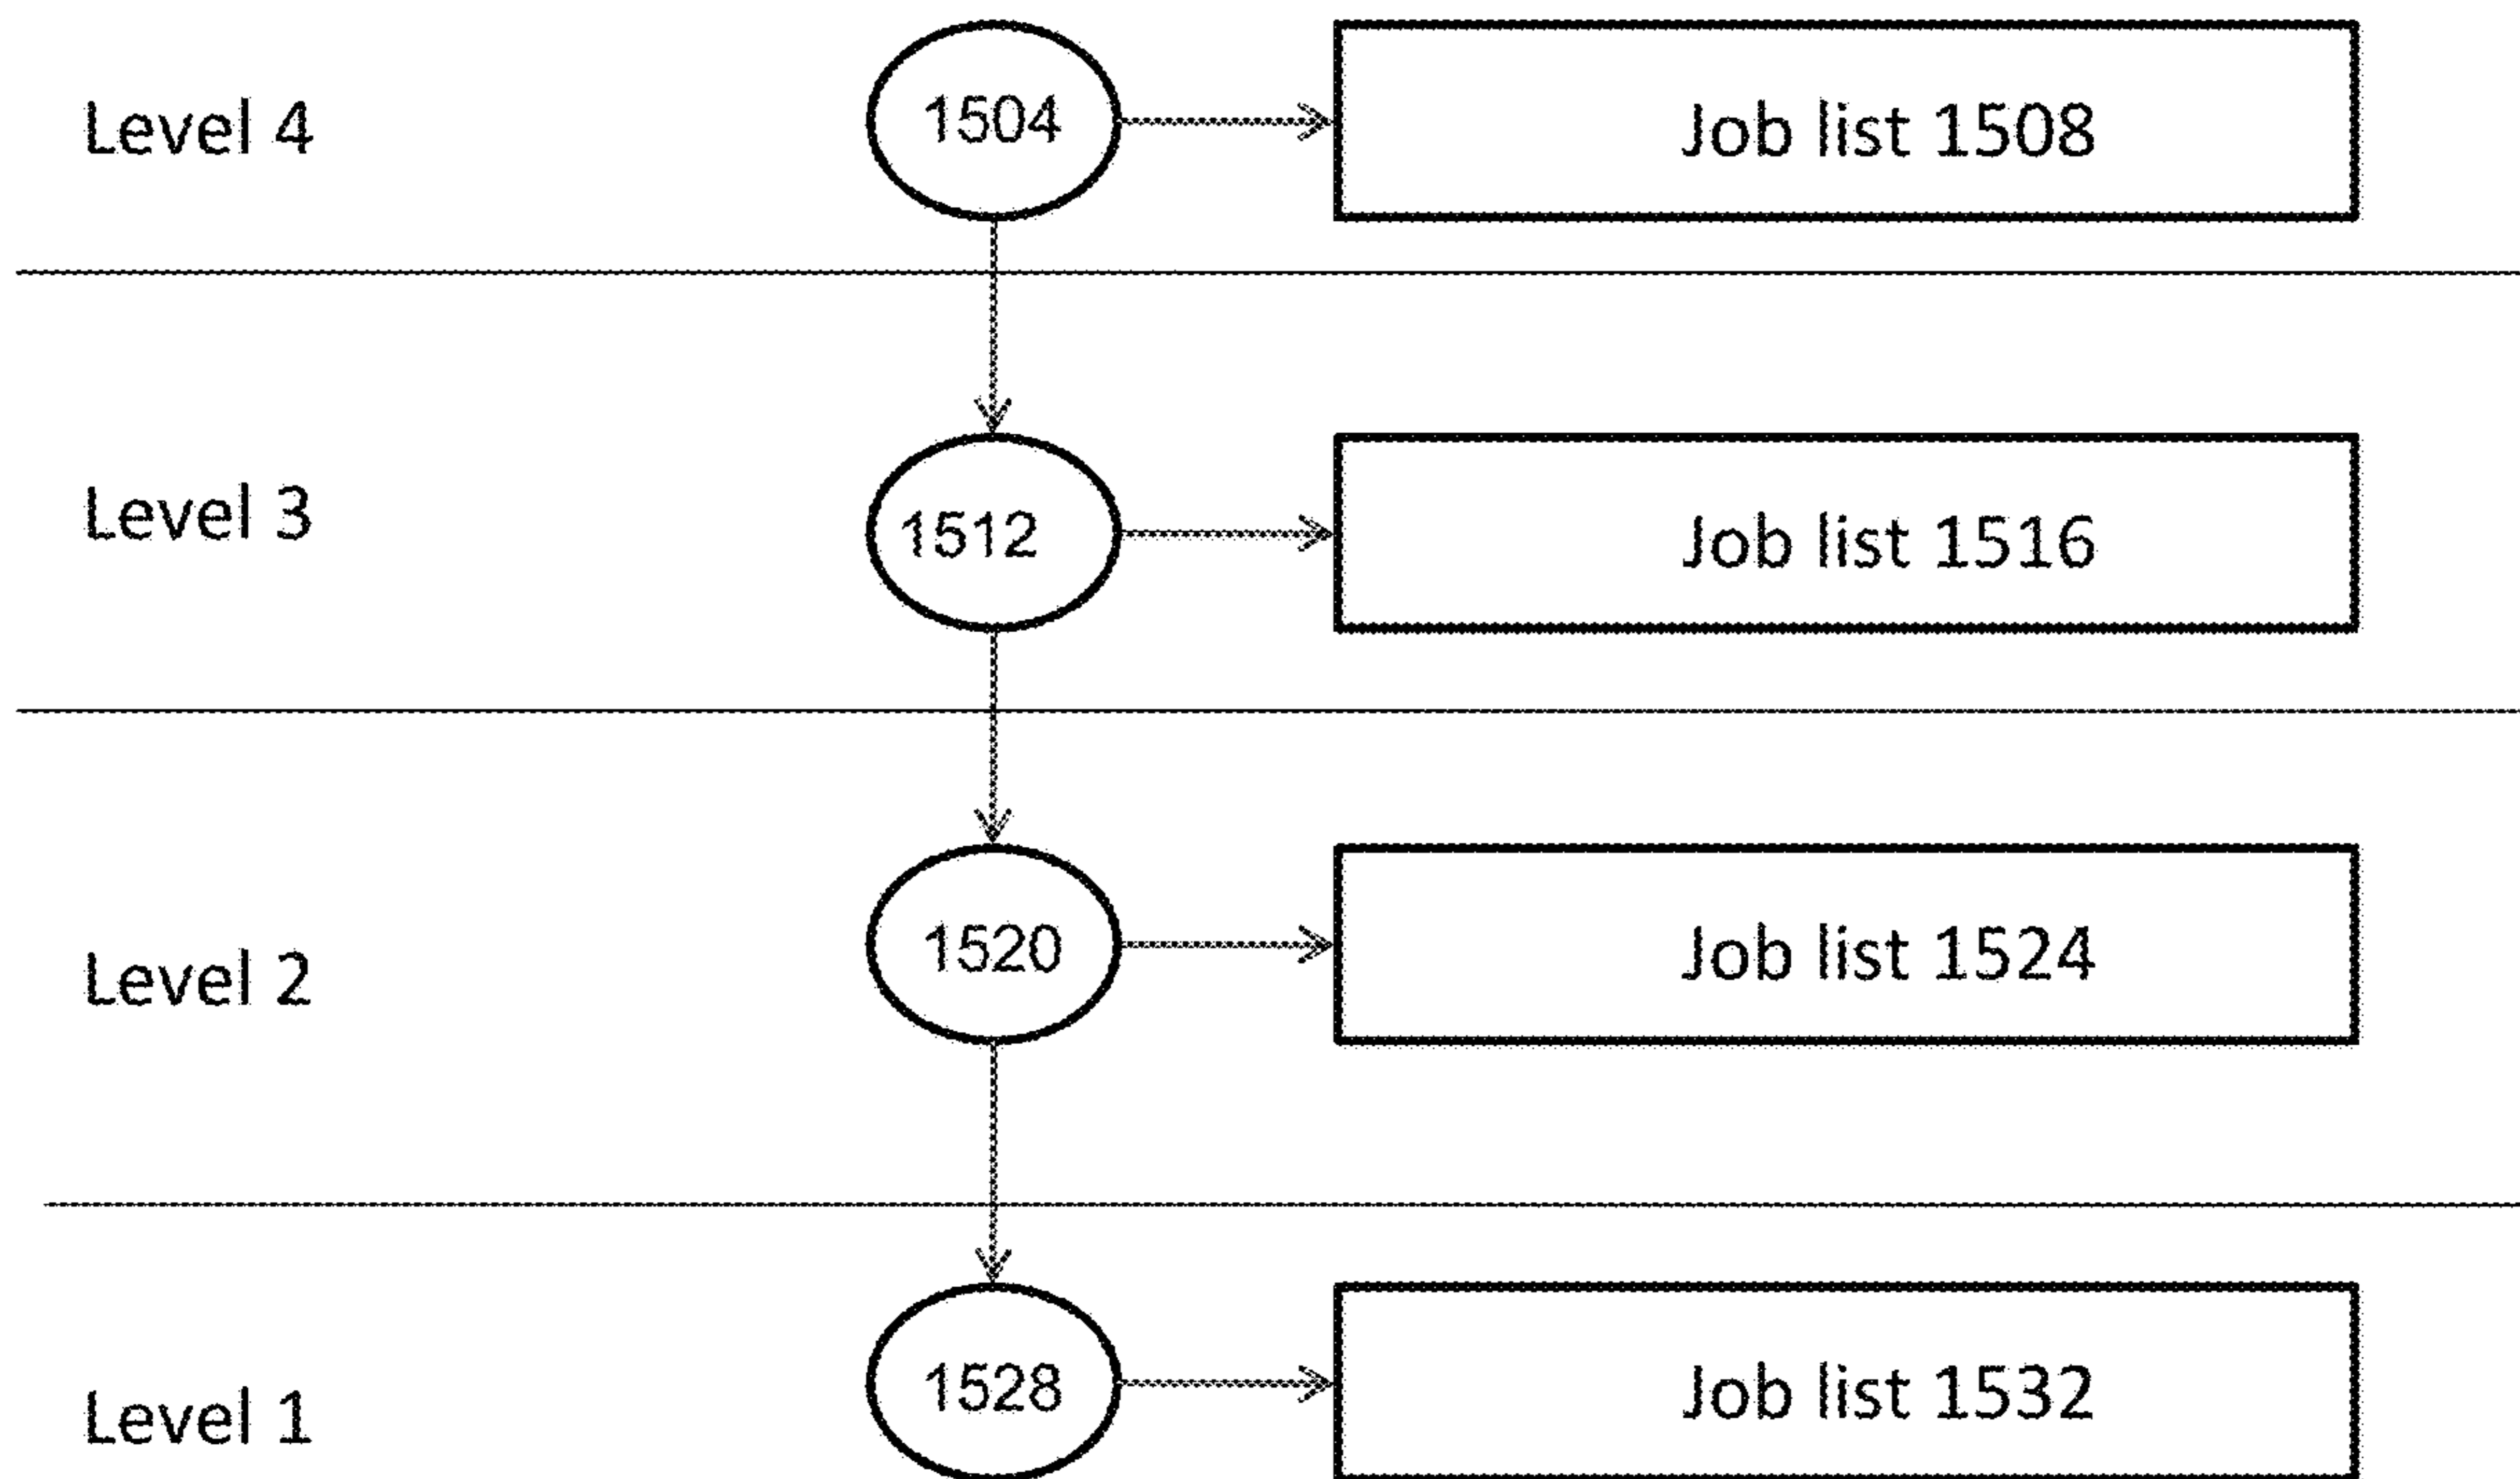 Level 4
1504
Job list 1508
Level 3
1512
Job list 1516
Level 2
1520
Job list 1524
Level 1
1528
Job list 1532